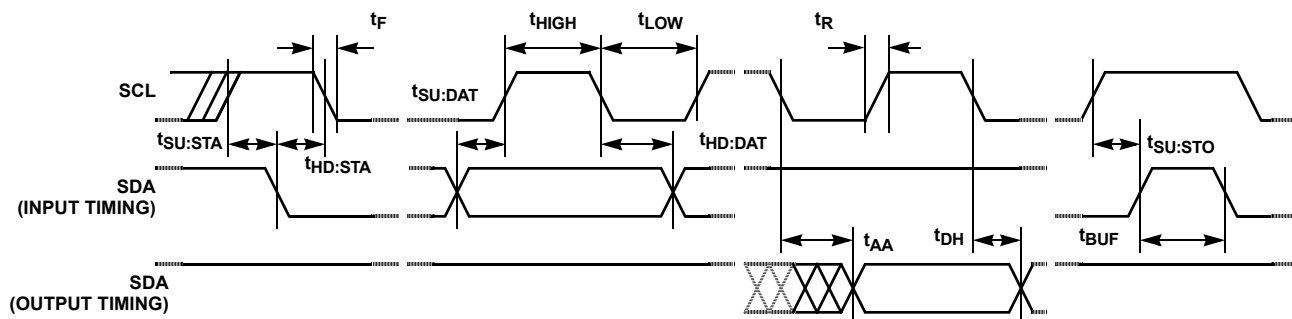 tF
tHIGH
tLOW
tR
SCL
tSU:DAT
tSU:STA
tHD:STA
tHD:DAT
tSU:STO
SDA
(INPUT TIMING)
tAA
tDH
tBUF
SDA
(OUTPUT TIMING)